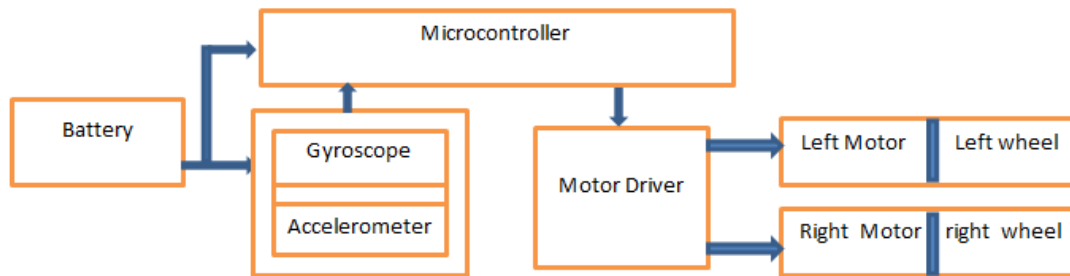 Microcontroller
Battery
Gyroscope
Accelerometer
Motor Driver
Left Motor
Left wheel
Right Motor
right wheel